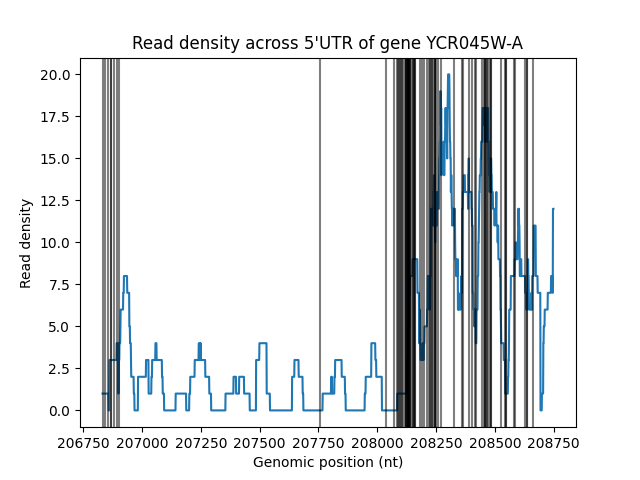 Read density across 5'UTR of gene YCR045W-A
20.0
17.5
15.0
12.5
10.0
7.5
5.0
2.5
0.0
Read density
206750 207000 207250 207500 207750 208000 208250 208500 208750
Genomic position (nt)